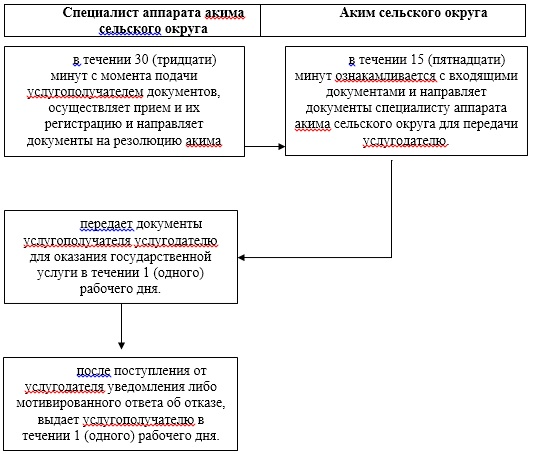 Специалист аппарата акима
сельского округа
Аким сельского округа
в течении 30 (тридцати)
минут с момента подачи
услугополучателем документов,
осуществляет прием и их
регистрацию и направляет
документы на резолюцию акима
в течении 15 (пятнадцати)
минут ознакамливается с входящими
документами и направляет
документы специалисту аппарата
акима сельского округа для передачи
услугодателю.
передает документы
услугополучателя услугодателю
для оказания государственной
услуги в течении 1 (одного)
рабочего дня.
после поступления от
услугодателя уведомления либо
мотивированного ответа об отказе,
выдает услугополучателю в
течении 1 (одного) рабочего дня.